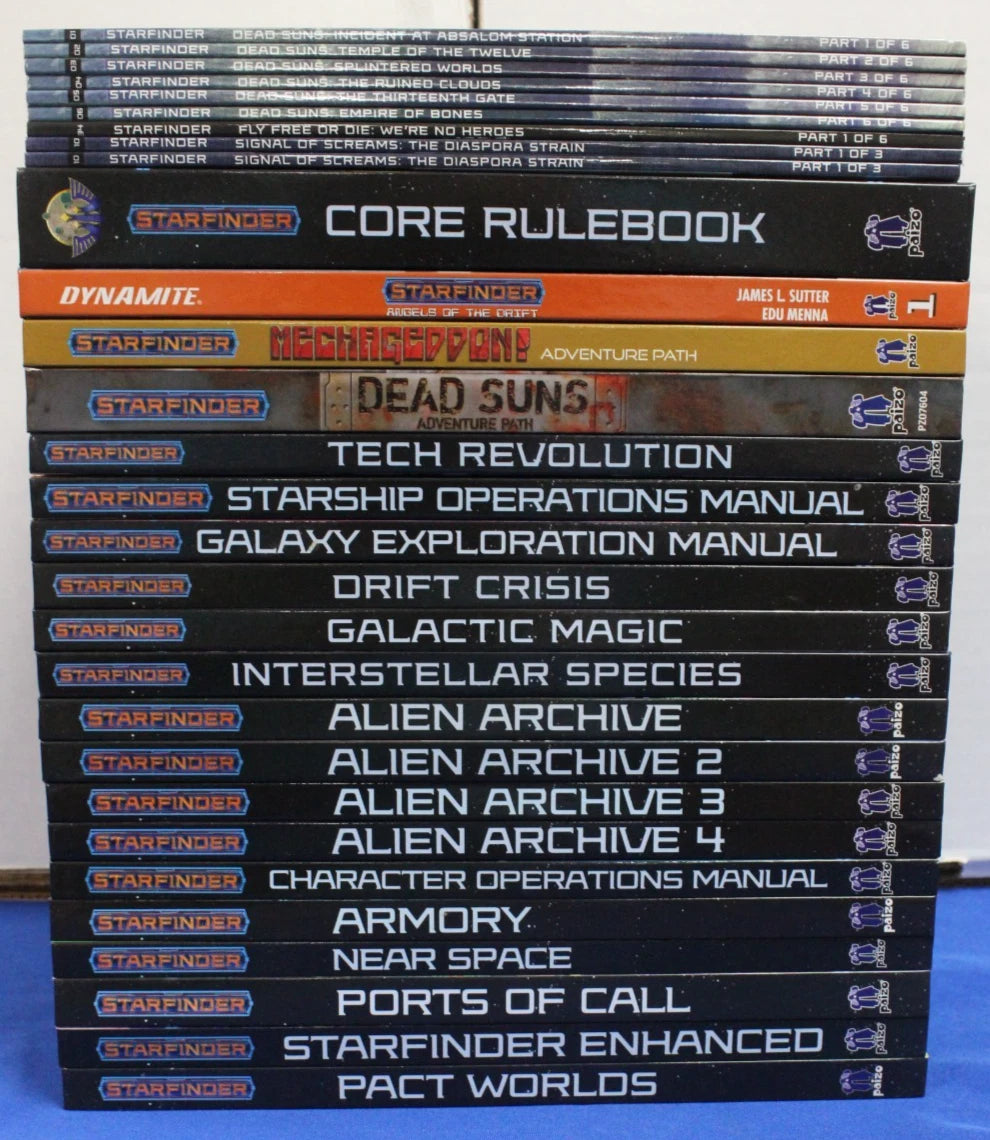 01 STARFINDER DEAD SUNS: INCIDENT AT ABSALOM STATION PART 1 OF 6
02 STARFINDER DEAD SUNS: TEMPLE OF THE TWELVE PART 2 OF 6
03 STARFINDER DEAD SUNS: SPLINTERED WORLDS PART 3 OF 6
04 STARFINDER DEAD SUNS: THE RUINED CLOUDS PART 4 OF 6
05 STARFINDER DEAD SUNS: THE THIRTEENTH GATE PART 5 OF 6
06 STARFINDER DEAD SUNS: EMPIRE OF BONES PART 6 OF 6
34 STARFINDER FLY FREE OR DIE: WE'RE NO HEROES PART 1 OF 6
10 STARFINDER SIGNAL OF SCREAMS: THE DIASPORA STRAIN PART 1 OF 3
10 STARFINDER SIGNAL OF SCREAMS: THE DIASPORA STRAIN PART 1 OF 3
STARFINDER CORE RULEBOOK paizo
DYNAMITE. STARFINDER JAMES L. SUTTER paizo 1
ANGELS OF THE DRIFT EDU MENNA
STARFINDER MECHAGEDDON! ADVENTURE PATH paizo
STARFINDER DEAD SUNS paizo PZO7604
ADVENTURE PATH
STARFINDER TECH REVOLUTION paizo
STARFINDER STARSHIP OPERATIONS MANUAL paizo
STARFINDER GALAXY EXPLORATION MANUAL paizo
STARFINDER DRIFT CRISIS paizo
STARFINDER GALACTIC MAGIC paizo
STARFINDER INTERSTELLAR SPECIES paizo
STARFINDER ALIEN ARCHIVE paizo
STARFINDER ALIEN ARCHIVE 2 paizo
STARFINDER ALIEN ARCHIVE 3 paizo
STARFINDER ALIEN ARCHIVE 4 paizo
STARFINDER CHARACTER OPERATIONS MANUAL paizo
STARFINDER ARMORY paizo
STARFINDER NEAR SPACE paizo
STARFINDER PORTS OF CALL paizo
STARFINDER STARFINDER ENHANCED paizo
STARFINDER PACT WORLDS paizo